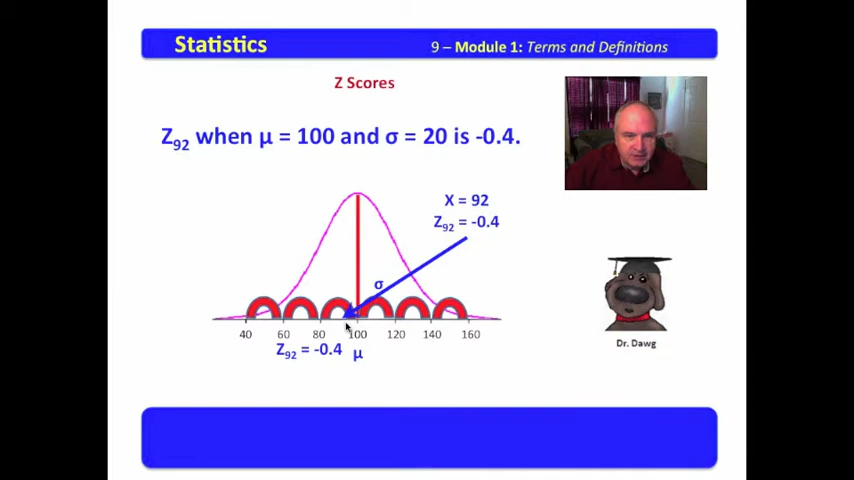 Statistics
9 – Module 1: Terms and Definitions
Z Scores
Z92 when μ = 100 and σ = 20 is -0.4.
X = 92
Z92 = -0.4
σ
40 60 80 100 120 140 160
Z92 = -0.4 μ
Dr. Dawg